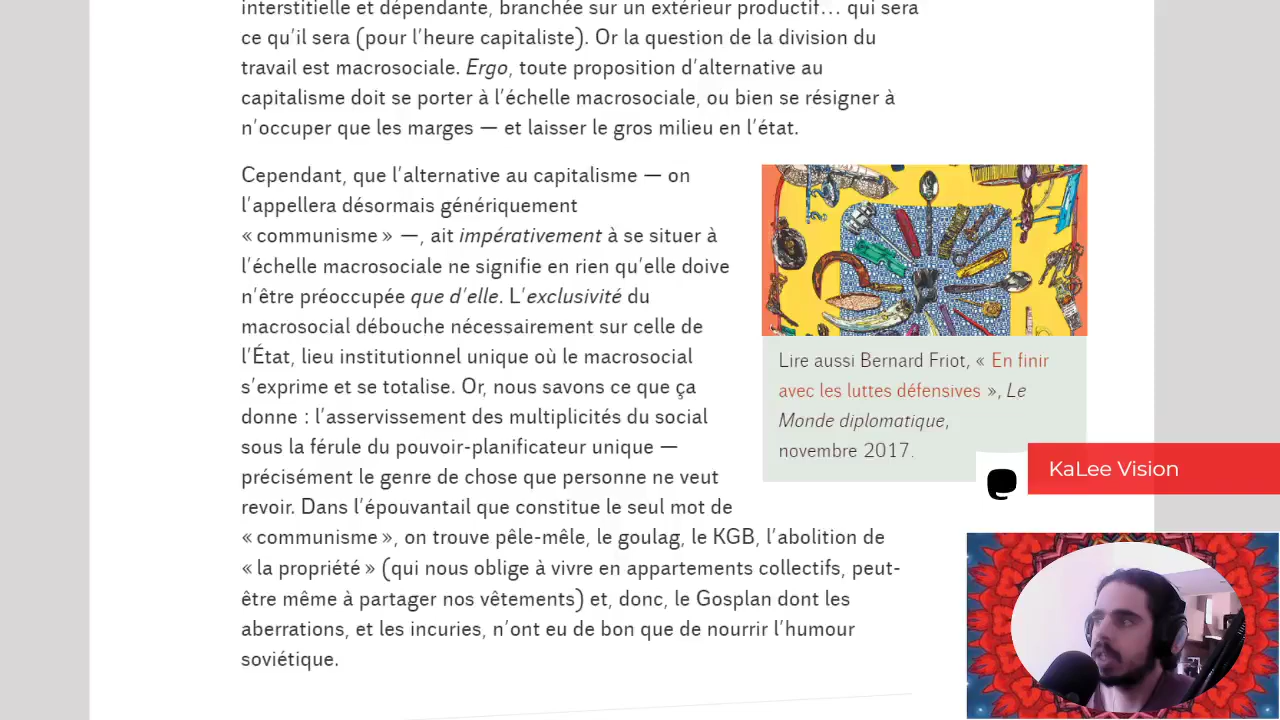 interstitielle et dépendante, branchée sur un extérieur productif… qui sera
ce qu’il sera (pour l’heure capitaliste). Or la question de la division du
travail est macrosociale. Ergo, toute proposition d’alternative au
capitalisme doit se porter à l’échelle macrosociale, ou bien se résigner à
n’occuper que les marges — et laisser le gros milieu en l’état.
Cependant, que l’alternative au capitalisme — on
l’appellera désormais génériquement
« communisme » —, ait impérativement à se situer à
l’échelle macrosociale ne signifie en rien qu’elle doive
n’être préoccupée que d’elle. L’exclusivité du
macrosocial débouche nécessairement sur celle de
l’État, lieu institutionnel unique où le macrosocial
s’exprime et se totalise. Or, nous savons ce que ça
donne : l’asservissement des multiplicités du social
sous la férule du pouvoir-planificateur unique —
précisément le genre de chose que personne ne veut
revoir. Dans l’épouvantail que constitue le seul mot de
« communisme », on trouve pêle-mêle, le goulag, le KGB, l’abolition de
« la propriété » (qui nous oblige à vivre en appartements collectifs, peut-
être même à partager nos vêtements) et, donc, le Gosplan dont les
aberrations, et les incuries, n’ont eu de bon que de nourrir l’humour
soviétique.
Lire aussi Bernard Friot, « En finir
avec les luttes défensives », Le
Monde diplomatique,
novembre 2017.
KaLee Vision